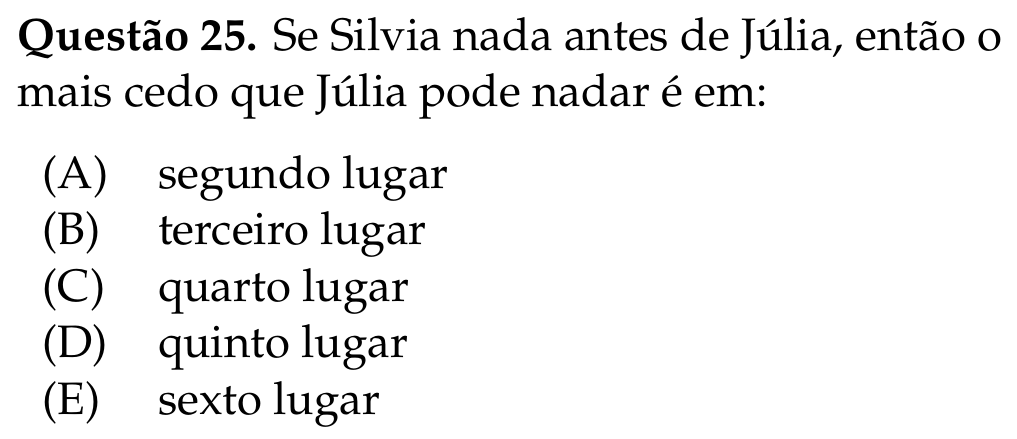 Questão 25. Se Silvia nada antes de Júlia, então o
mais cedo que Júlia pode nadar é em:
(A) segundo lugar
(B) terceiro lugar
(C) quarto lugar
(D) quinto lugar
(E) sexto lugar